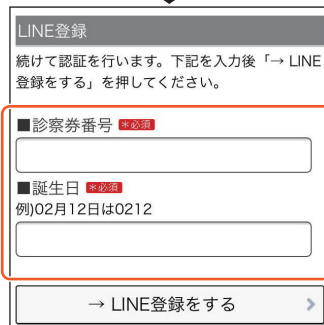 LINE登録
続けて認証を行います。下記を入力後「→ LINE
登録をする」を押してください。
■診察券番号 *必須
■誕生日 *必須
例)02月12日は0212
→ LINE登録をする